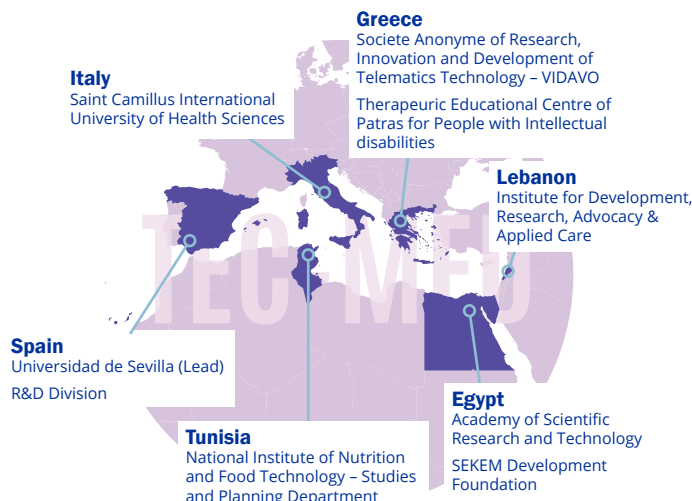 Greece
Societe Anonyme of Research,
Innovation and Development of
Telematics Technology – VIDAVO
Therapeuric Educational Centre of
Patras for People with Intellectual
disabilities
Italy
Saint Camillus International
University of Health Sciences
Lebanon
Institute for Development,
Research, Advocacy &
Applied Care
TEC-MED
Spain
Universidad de Sevilla (Lead)
R&D Division
Egypt
Academy of Scientific
Research and Technology
SEKEM Development
Foundation
Tunisia
National Institute of Nutrition
and Food Technology – Studies
and Planning Department